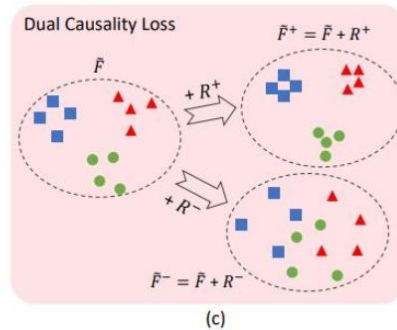 Dual Causality Loss
F̃
F̃⁺ = F̃ + R⁺
+ R⁺
+ R⁻
F̃⁻ = F̃ + R⁻
(c)